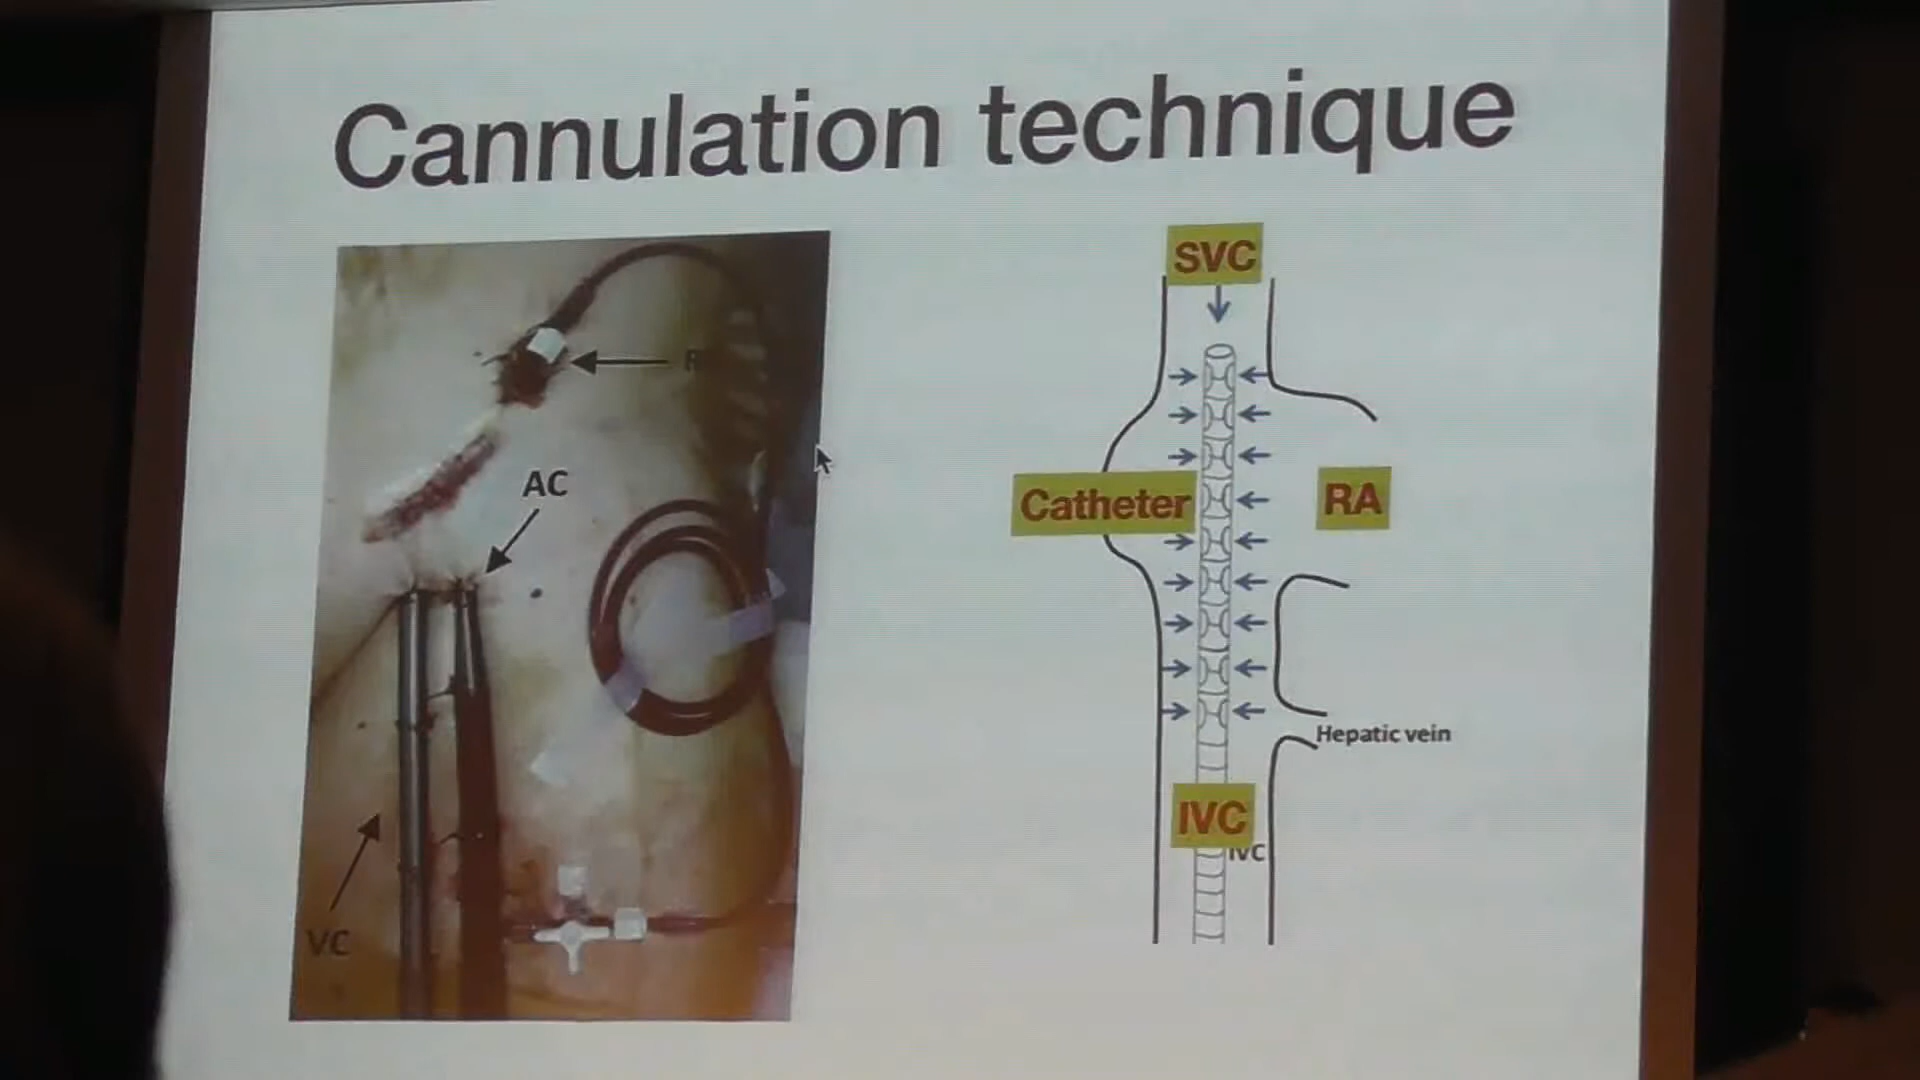 Cannulation technique
AC
VC
SVC
Catheter
RA
Hepatic vein
IVC
IVC